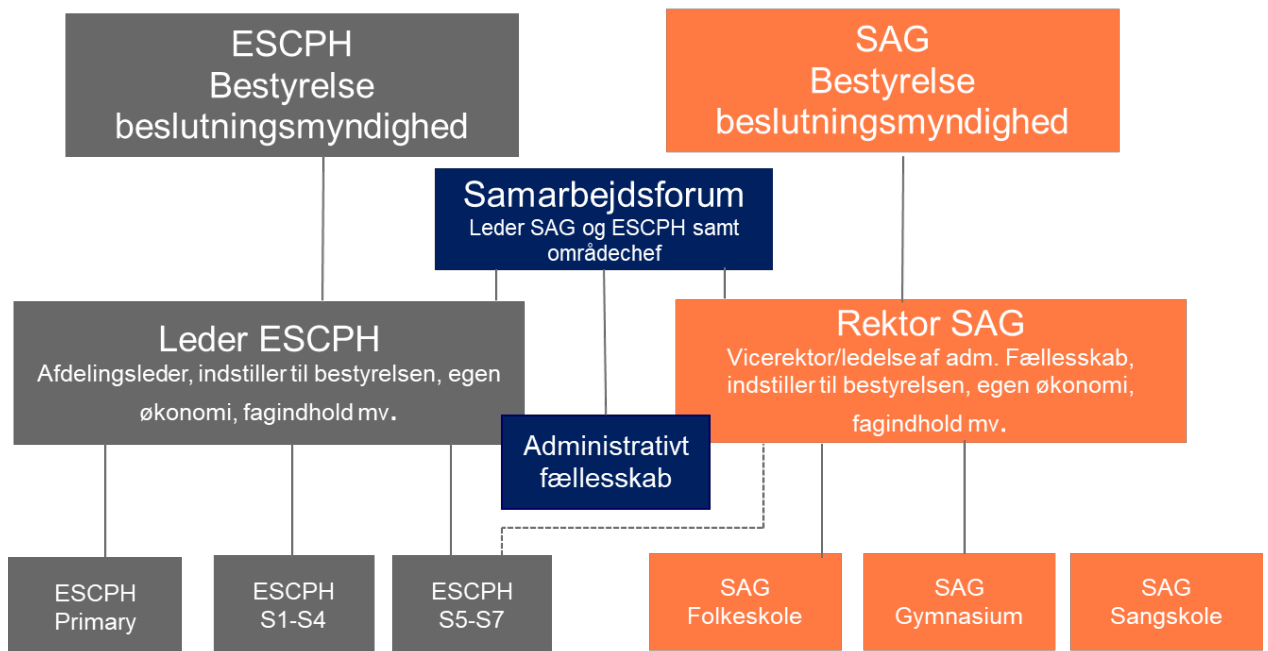 ESCPH
Bestyrelse
beslutningsmyndighed
SAG
Bestyrelse
beslutningsmyndighed
Samarbejdsforum
Leder SAG og ESCPH samt
områdechef
Leder ESCPH
Afdelingsleder, indstiller til bestyrelsen, egen
økonomi, fagindhold mv.
Rektor SAG
Vicerektor/ledelse af adm. Fællesskab,
indstiller til bestyrelsen, egen økonomi,
fagindhold mv.
Administrativt
fællesskab
ESCPH
Primary
ESCPH
S1-S4
ESCPH
S5-S7
SAG
Folkeskole
SAG
Gymnasium
SAG
Sangskole